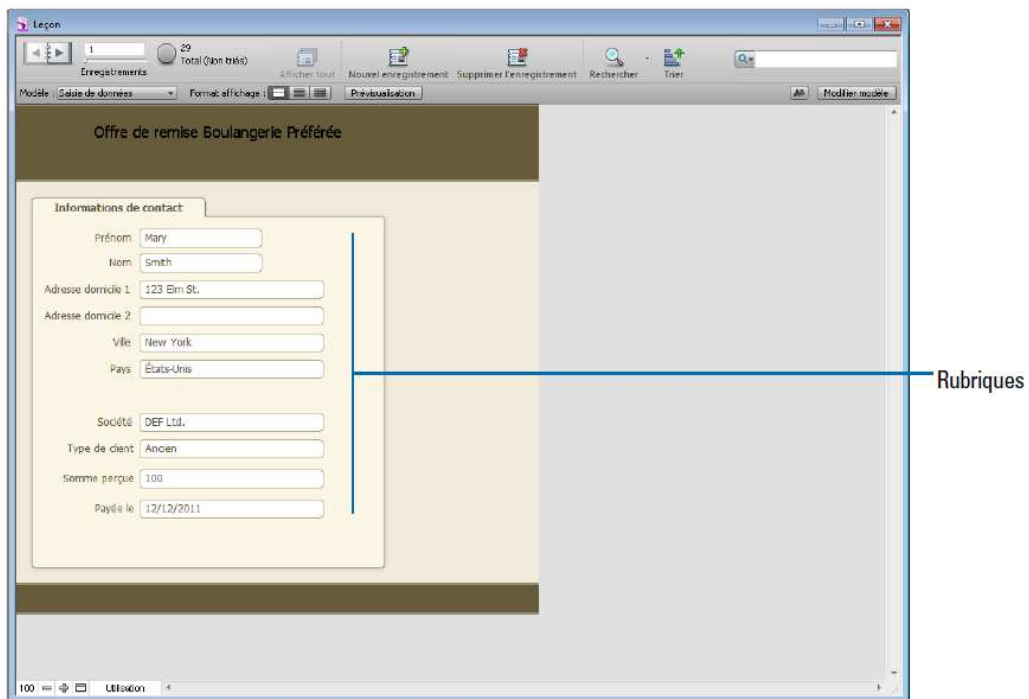 Leçon
1
29
Total (Non triés)
Enregistrements
Afficher tout
Nouvel enregistrement
Supprimer l'enregistrement
Rechercher
Trier
Modèle : Saisie de données
Format affichage :
Prévisualisation
Aa
Modifier modèle
Offre de remise Boulangerie Préférée
Informations de contact
Prénom Mary
Nom Smith
Adresse domicile 1 123 Elm St.
Adresse domicile 2
Ville New York
Pays États-Unis
Rubriques
Société DEF Ltd.
Type de client Ancien
Somme perçue 100
Payée le 12/12/2011
100
Utilisation